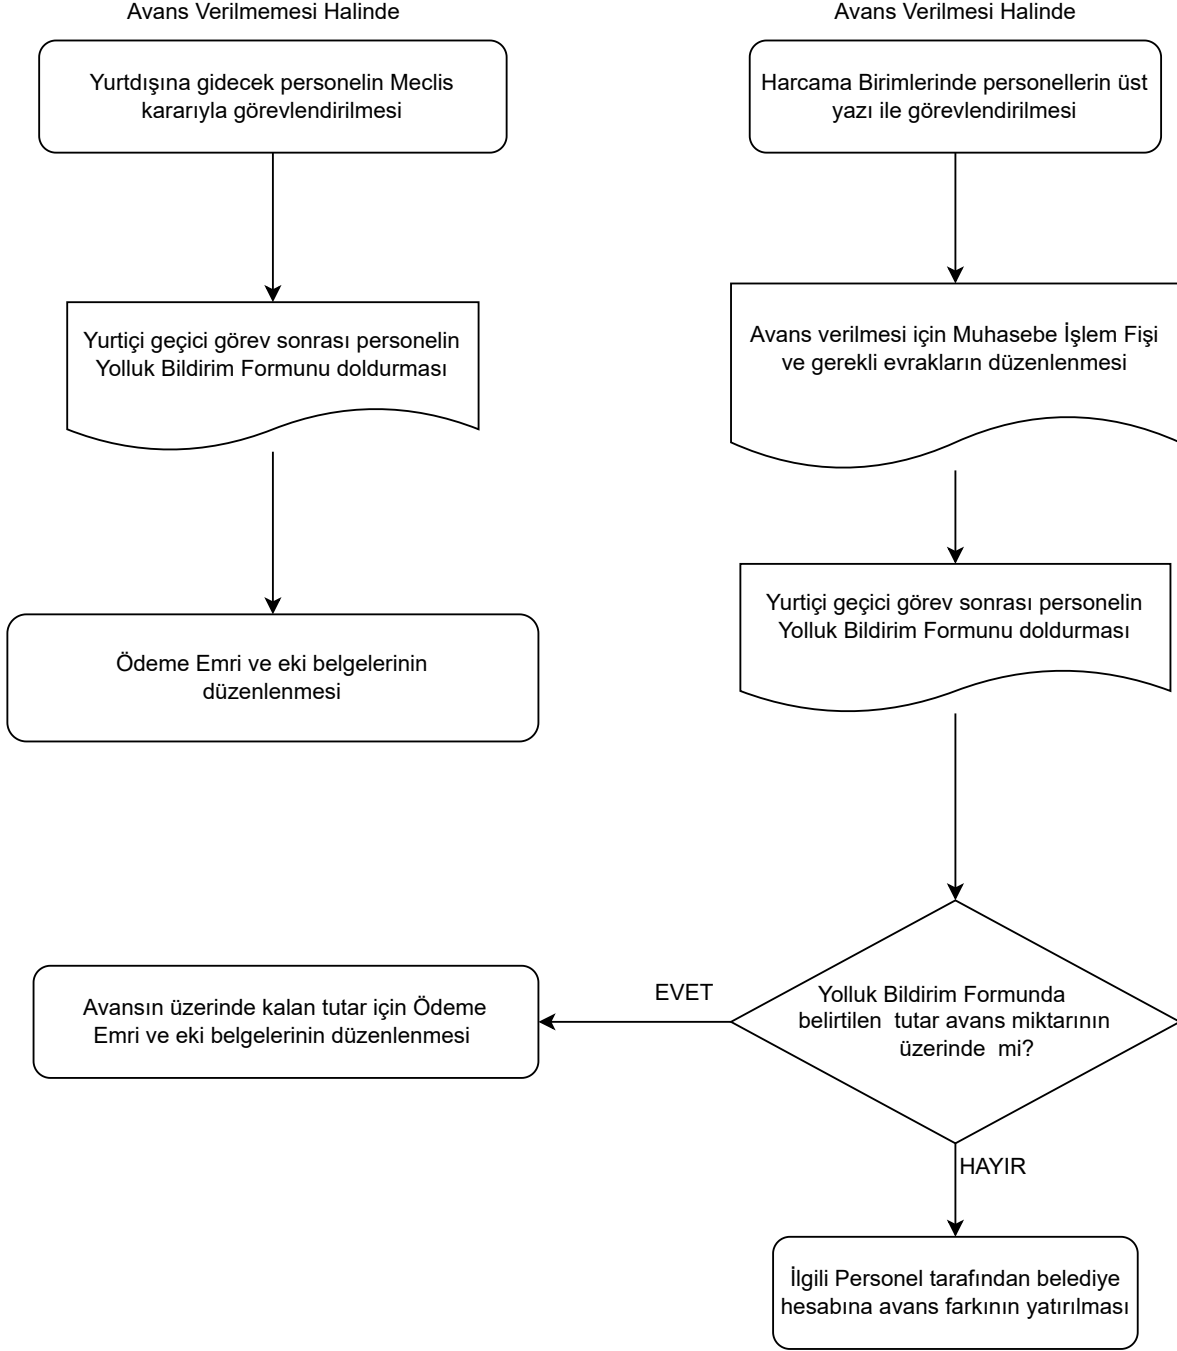 Avans Verilmemesi Halinde
Yurtdışına gidecek personelin Meclis
kararıyla görevlendirilmesi
Yurtiçi geçici görev sonrası personelin
Yolluk Bildirim Formunu doldurması
Ödeme Emri ve eki belgelerinin
düzenlenmesi
Avans Verilmesi Halinde
Harcama Birimlerinde personellerin üst
yazı ile görevlendirilmesi
Avans verilmesi için Muhasebe İşlem Fişi
ve gerekli evrakların düzenlenmesi
Yurtiçi geçici görev sonrası personelin
Yolluk Bildirim Formunu doldurması
Yolluk Bildirim Formunda
belirtilen tutar avans miktarının
üzerinde mi?
EVET
Avansın üzerinde kalan tutar için Ödeme
Emri ve eki belgelerinin düzenlenmesi
HAYIR
İlgili Personel tarafından belediye
hesabına avans farkının yatırılması